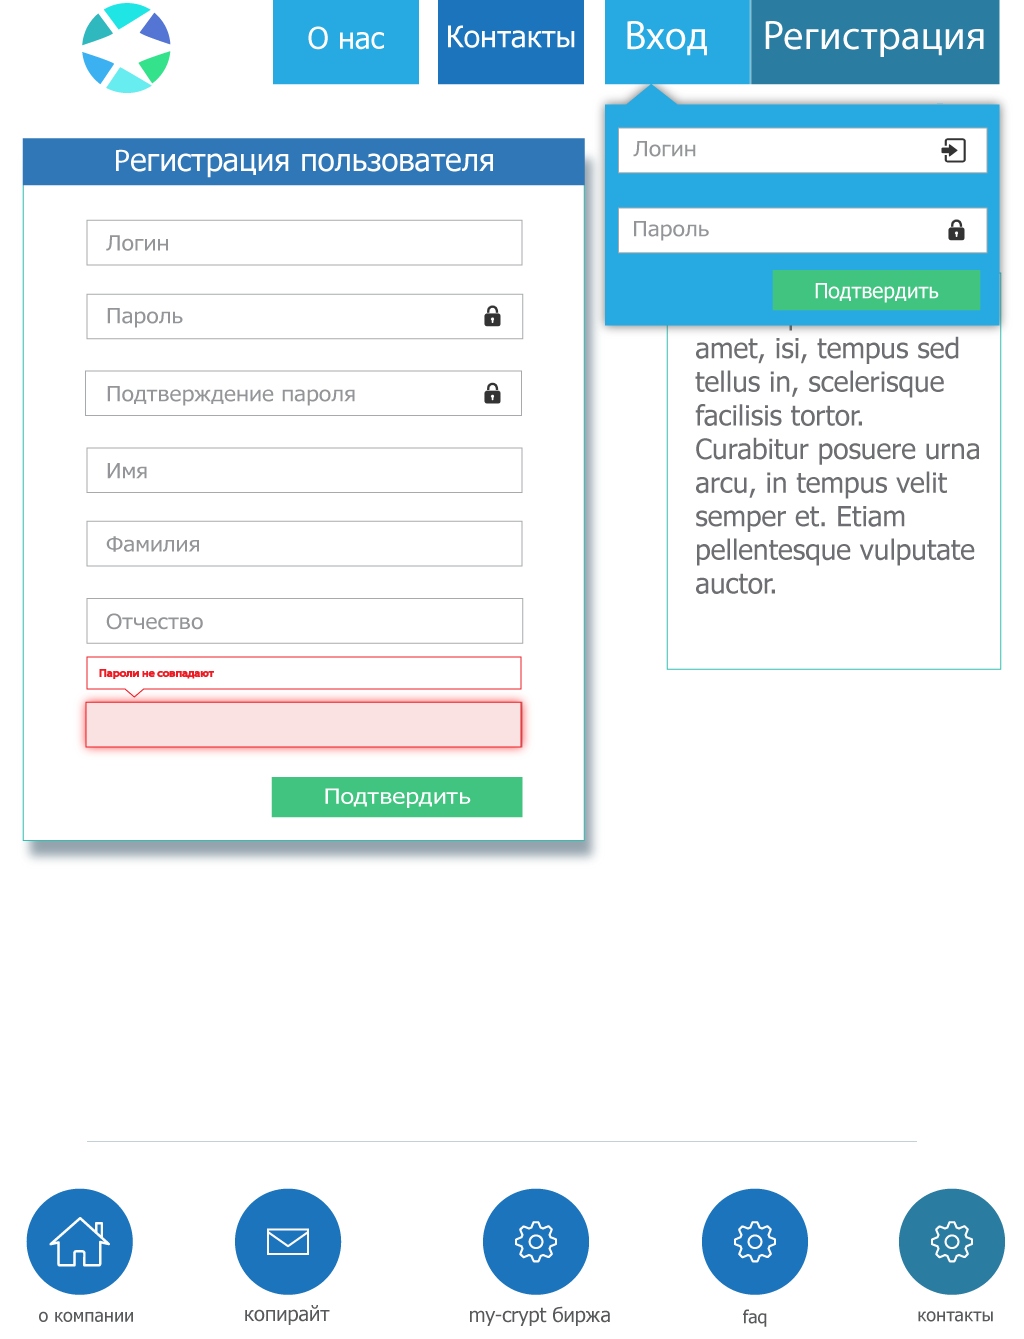 О нас
Контакты
Вход
Регистрация
Логин
Пароль
Подтвердить
Регистрация пользователя
Логин
Пароль
Подтверждение пароля
Имя
Фамилия
Отчество
Пароли не совпадают
Подтвердить
amet, isi, tempus sed
tellus in, scelerisque
facilisis tortor.
Curabitur posuere urna
arcu, in tempus velit
semper et. Etiam
pellentesque vulputate
auctor.
о компании
копирайт
my-crypt биржа
faq
контакты